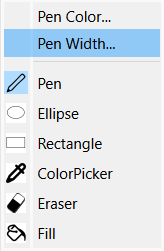 Pen Color...
Pen Width...
Pen
Ellipse
Rectangle
ColorPicker
Eraser
Fill